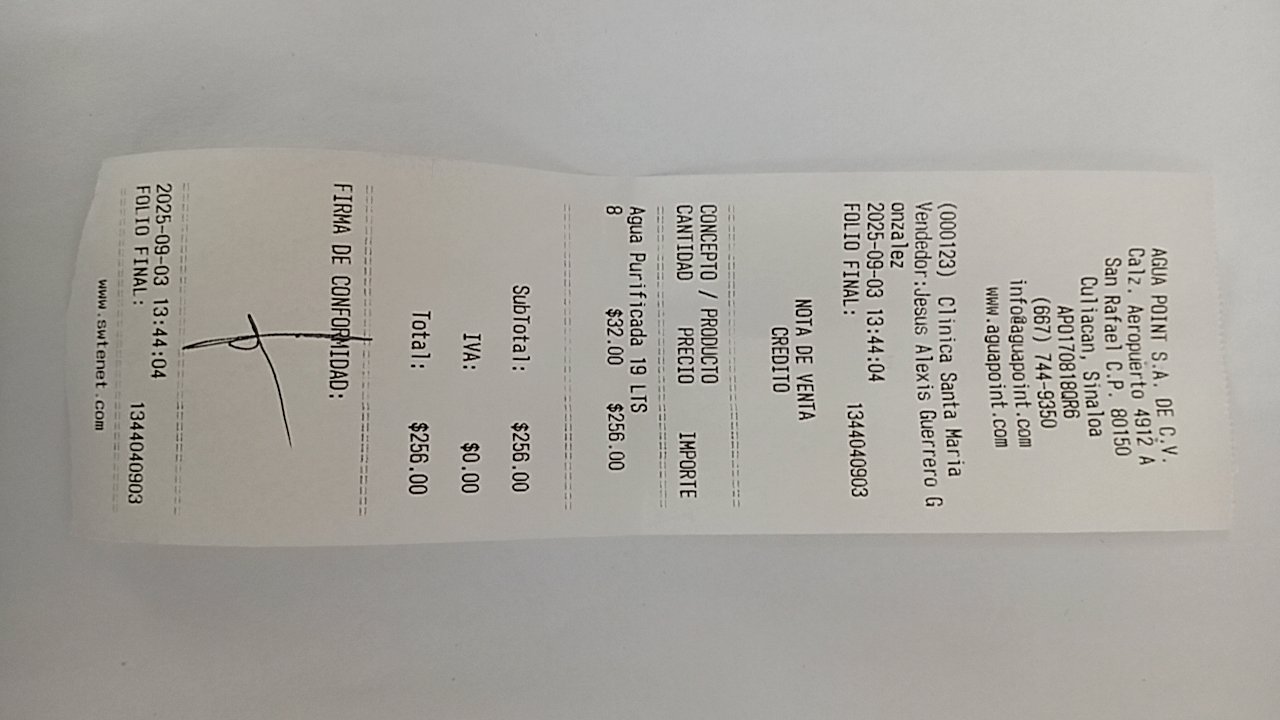 AGUA POINT S.A. DE C.V.
Calz. Aeropuerto 4912 A
San Rafael C.P. 80150
Culiacan, Sinaloa
APO170818QR6
(667) 744-9350
info@aguapoint.com
www.aguapoint.com
(000123) Clinica Santa Maria
Vendedor:Jesus Alexis Guerrero G
onzalez
2025-09-03 13:44:04
FOLIO FINAL: 1344040903
NOTA DE VENTA
CREDITO
CONCEPTO / PRODUCTO
CANTIDAD PRECIO IMPORTE
Agua Purificada 19 LTS
8 $32.00 $256.00
SubTotal: $256.00
IVA: $0.00
Total: $256.00
FIRMA DE CONFORMIDAD:
2025-09-03 13:44:04
FOLIO FINAL: 1344040903
www.swtenet.com